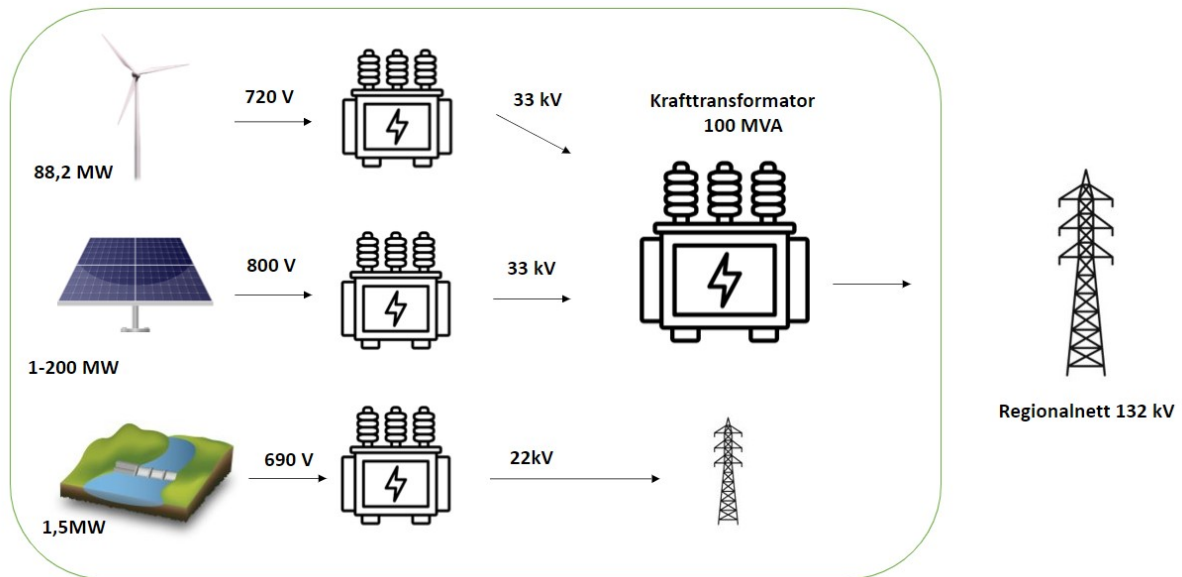 720 V
33 kV
Krafttransformator
100 MVA
88,2 MW
800 V
33 kV
1-200 MW
Regionalnett 132 kV
690 V
22kV
1,5MW